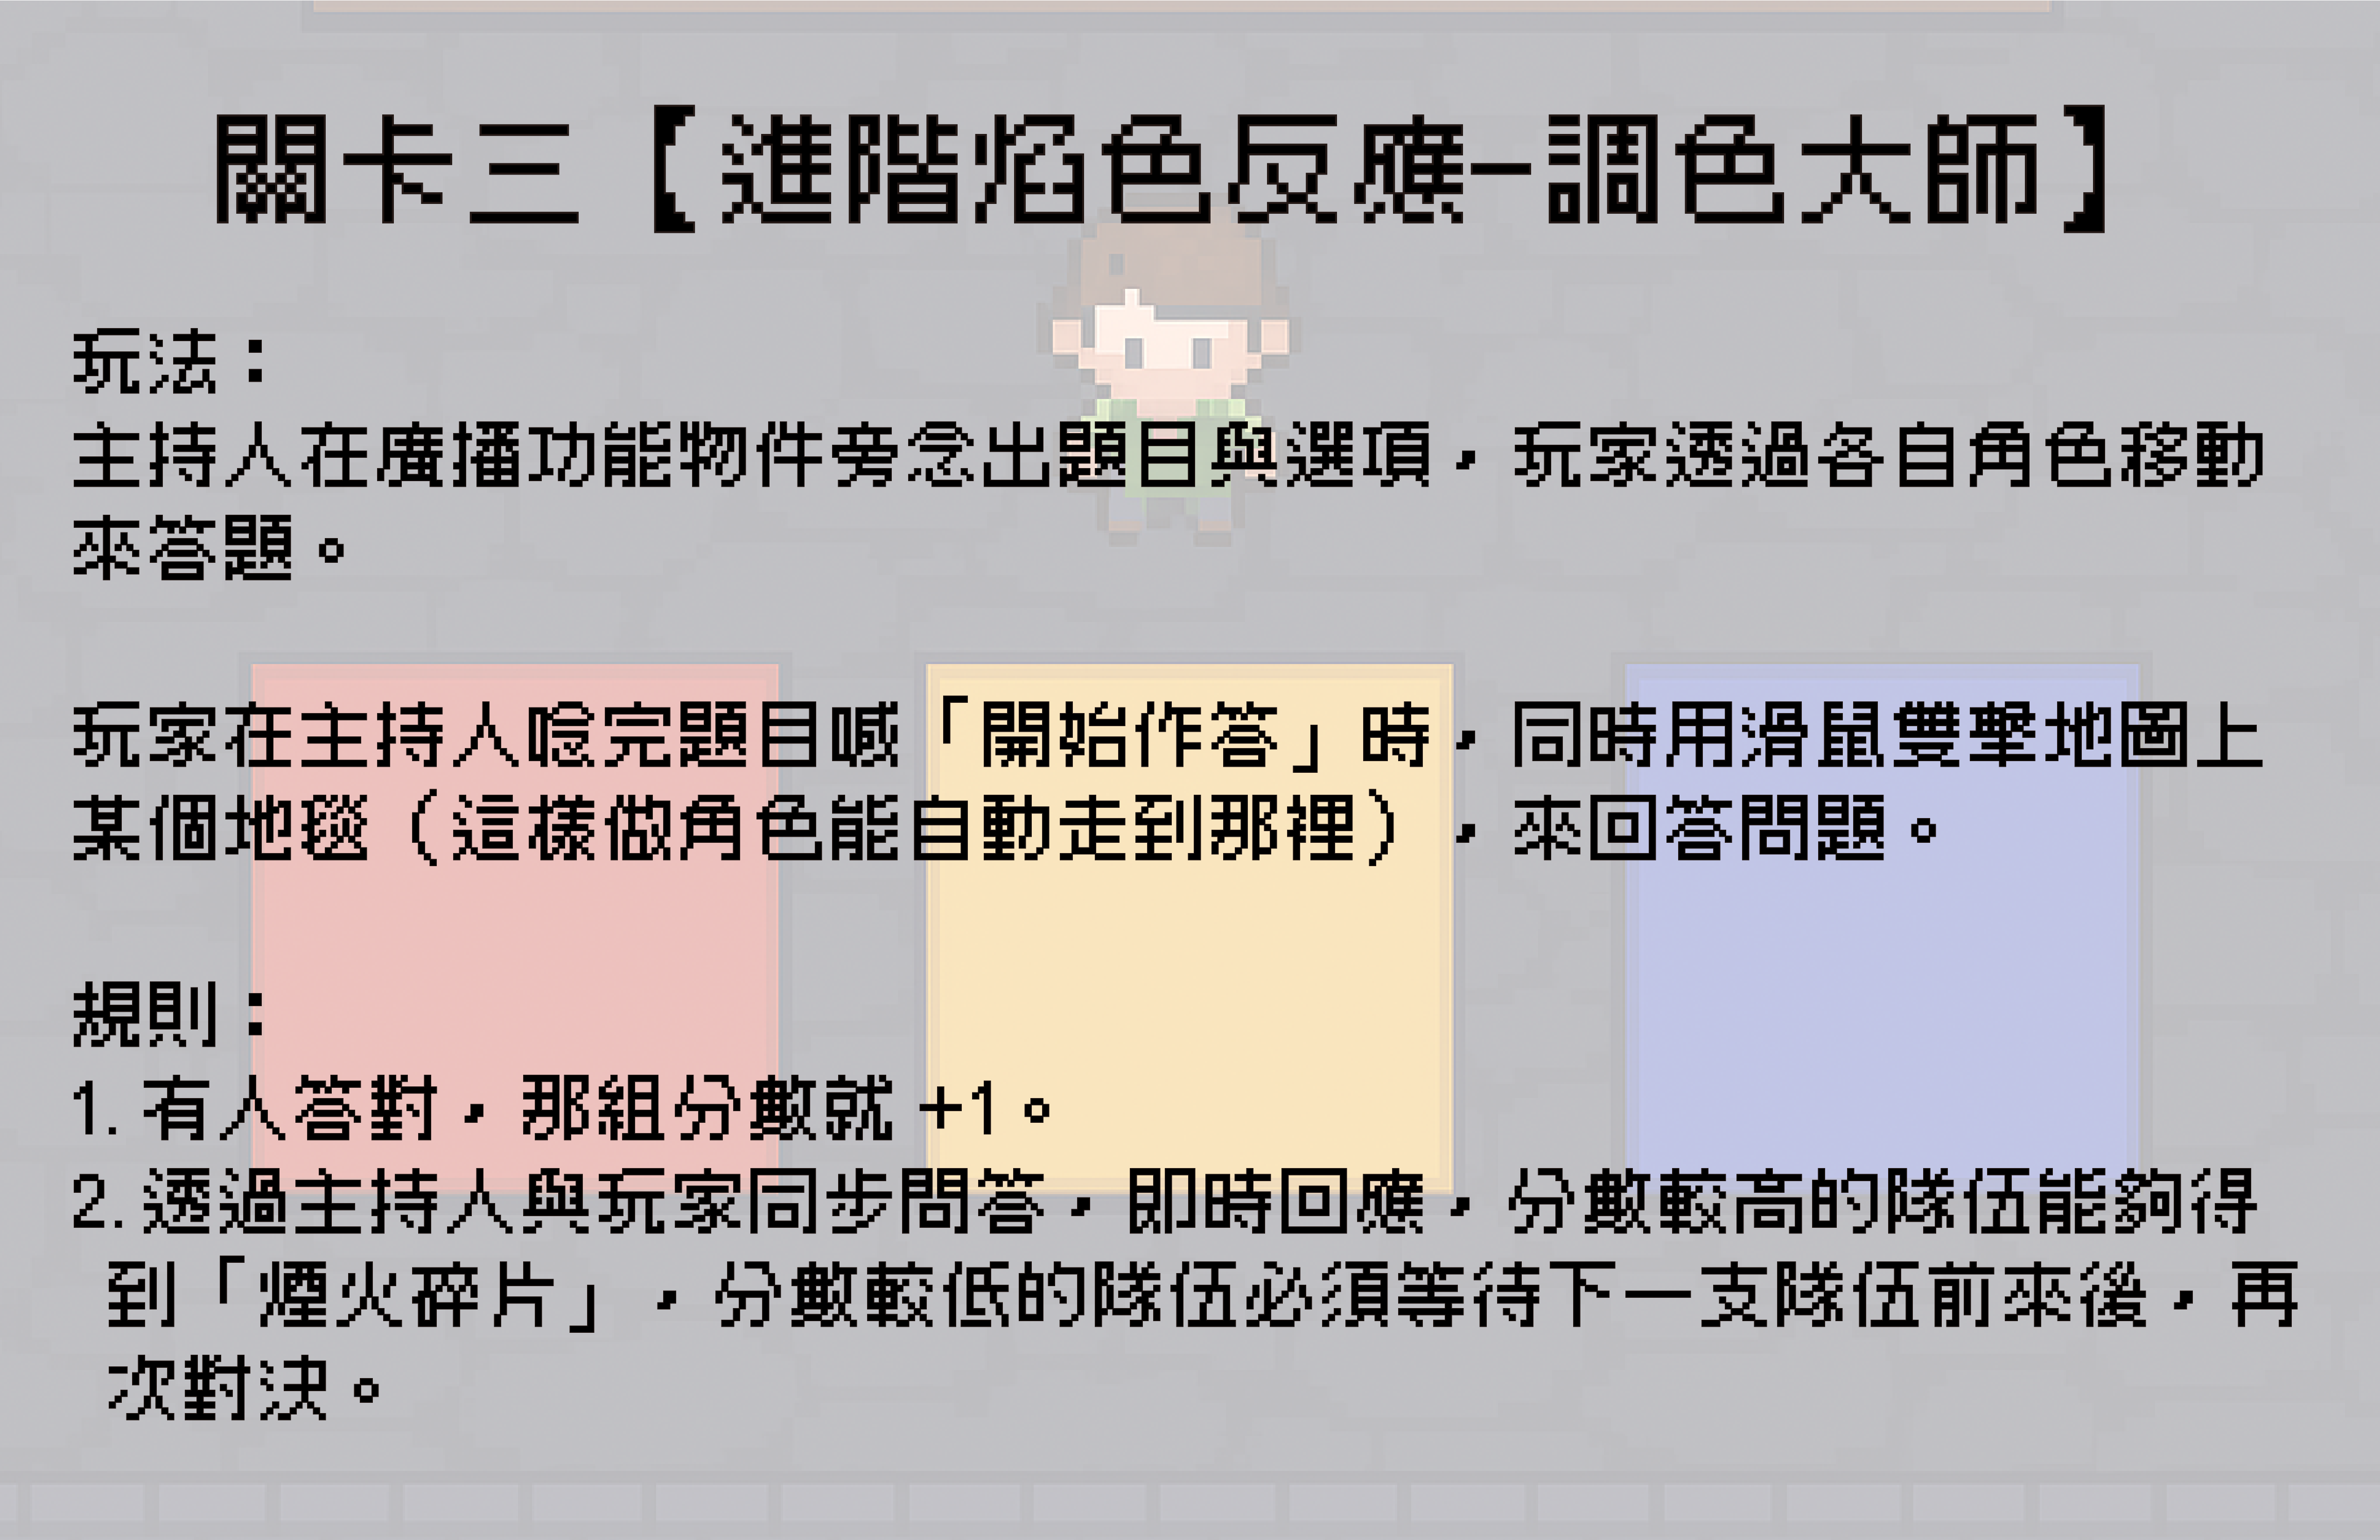 關卡三【進階焰色反應-調色大師】
玩法：
主持人在廣播功能物件旁念出題目與選項，玩家透過各自角色移動
來答題。
玩家在主持人唸完題目喊「開始作答」時，同時用滑鼠雙擊地圖上
某個地毯（這樣做角色能自動走到那裡），來回答問題。
規則：
1.有人答對，那組分數就 +1。
2.透過主持人與玩家同步問答，即時回應，分數較高的隊伍能夠得
到「煙火碎片」，分數較低的隊伍必須等待下一支隊伍前來後，再
次對決。